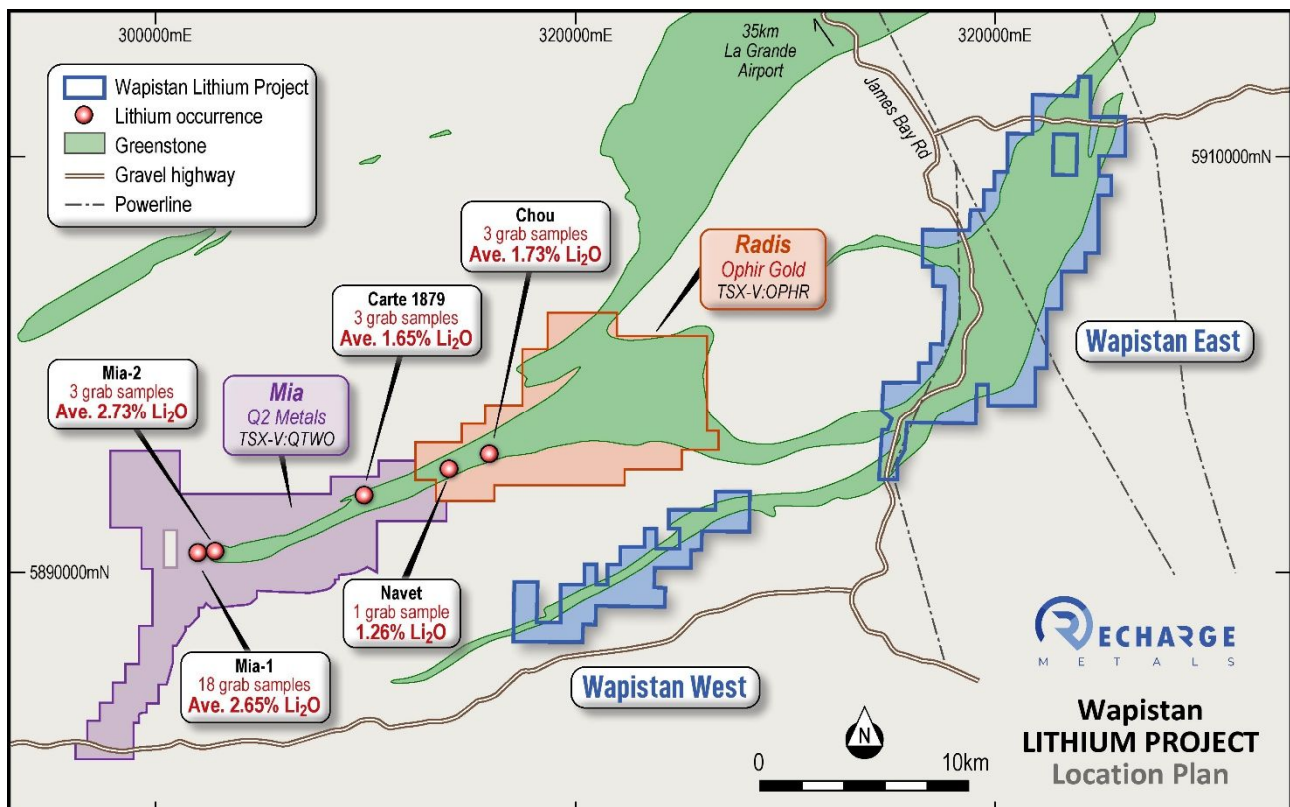 300000mE
320000mE
320000mE
35km
La Grande
Airport
James Bay Rd
5910000mN
Wapistan Lithium Project
Lithium occurrence
Greenstone
Gravel highway
Powerline
Chou
3 grab samples
Ave. 1.73% Li₂O
Radis
Ophir Gold
TSX-V:OPHR
Carte 1879
3 grab samples
Ave. 1.65% Li₂O
Wapistan East
Mia-2
3 grab samples
Ave. 2.73% Li₂O
Mia
Q2 Metals
TSX-V:QTWO
5890000mN
Navet
1 grab sample
1.26% Li₂O
Mia-1
18 grab samples
Ave. 2.65% Li₂O
Wapistan West
RECHARGE
METALS
N
0 10km
Wapistan
LITHIUM PROJECT
Location Plan